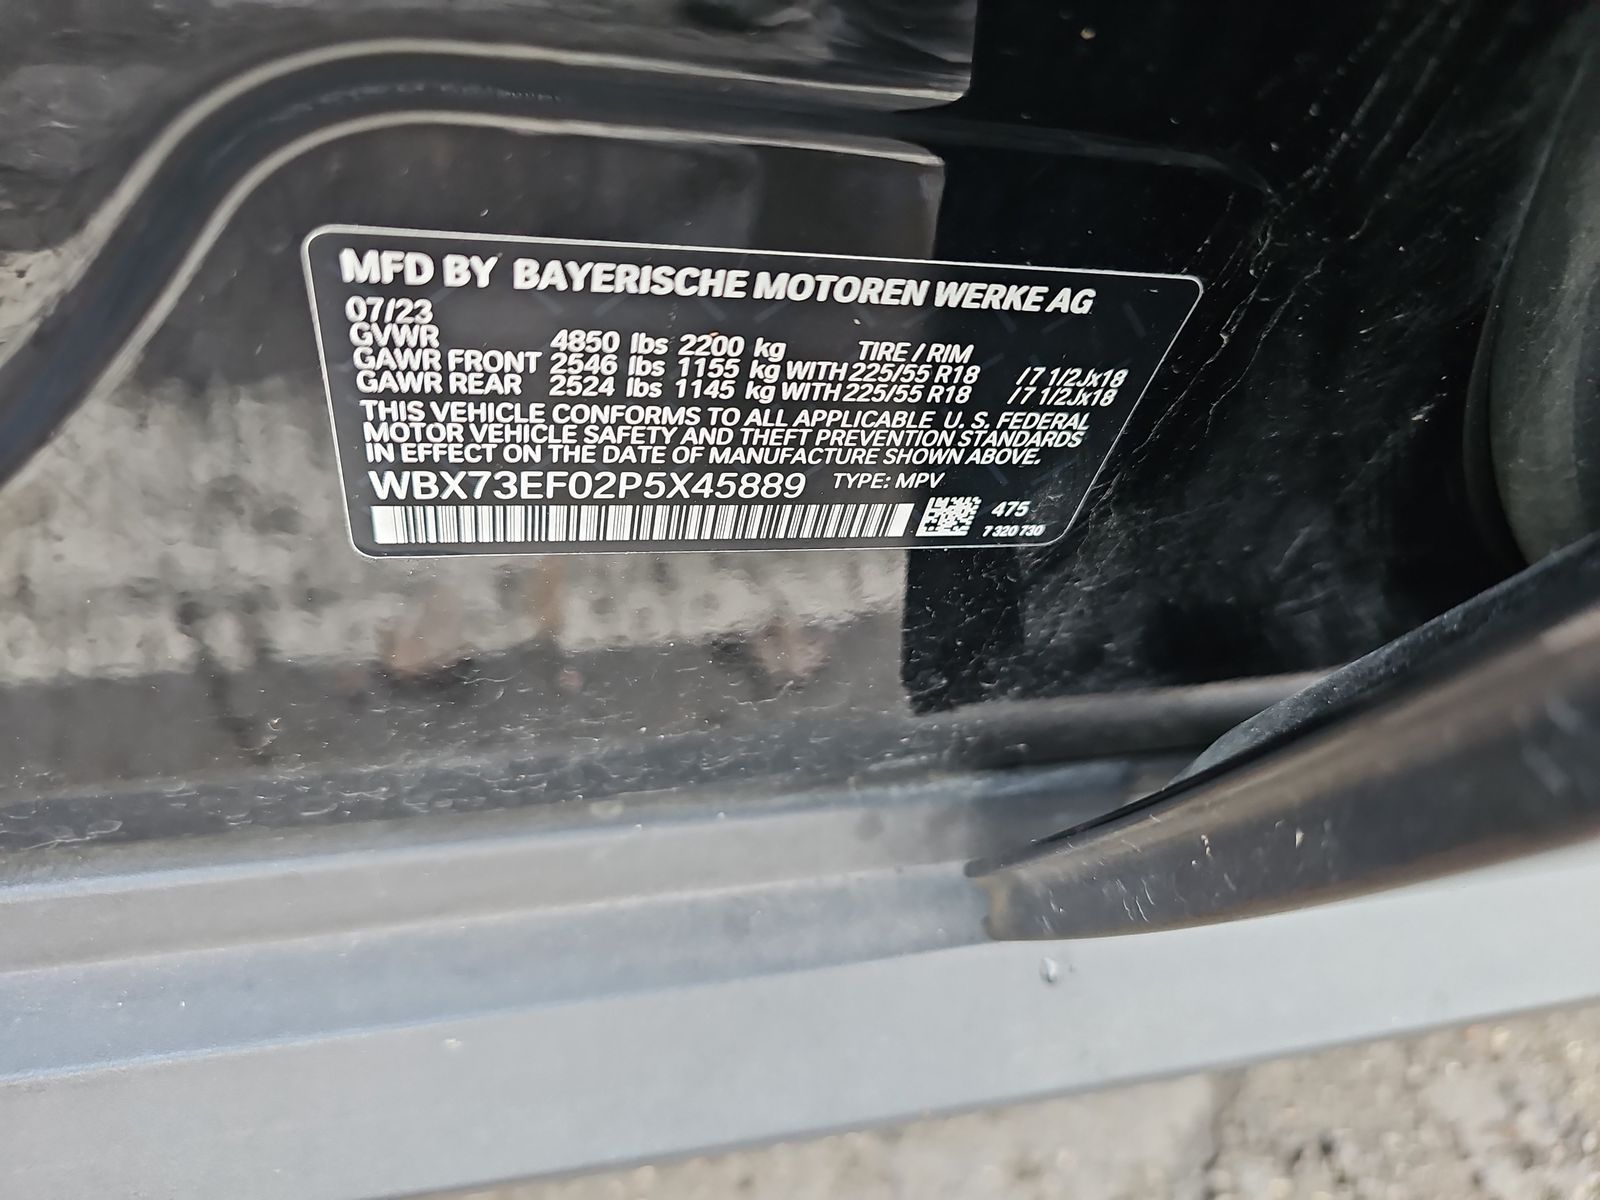 MFD BY BAYERISCHE MOTOREN WERKE AG
07/23
GVWR 4850 lbs 2200 kg TIRE / RIM
GAWR FRONT 2546 lbs 1155 kg WITH 225/55 R18 / 7 1/2Jx18
GAWR REAR 2524 lbs 1145 kg WITH 225/55 R18 / 7 1/2Jx18
THIS VEHICLE CONFORMS TO ALL APPLICABLE U. S. FEDERAL
MOTOR VEHICLE SAFETY AND THEFT PREVENTION STANDARDS
IN EFFECT ON THE DATE OF MANUFACTURE SHOWN ABOVE.
WBX73EF02P5X45889 TYPE: MPV
475
7 320 730